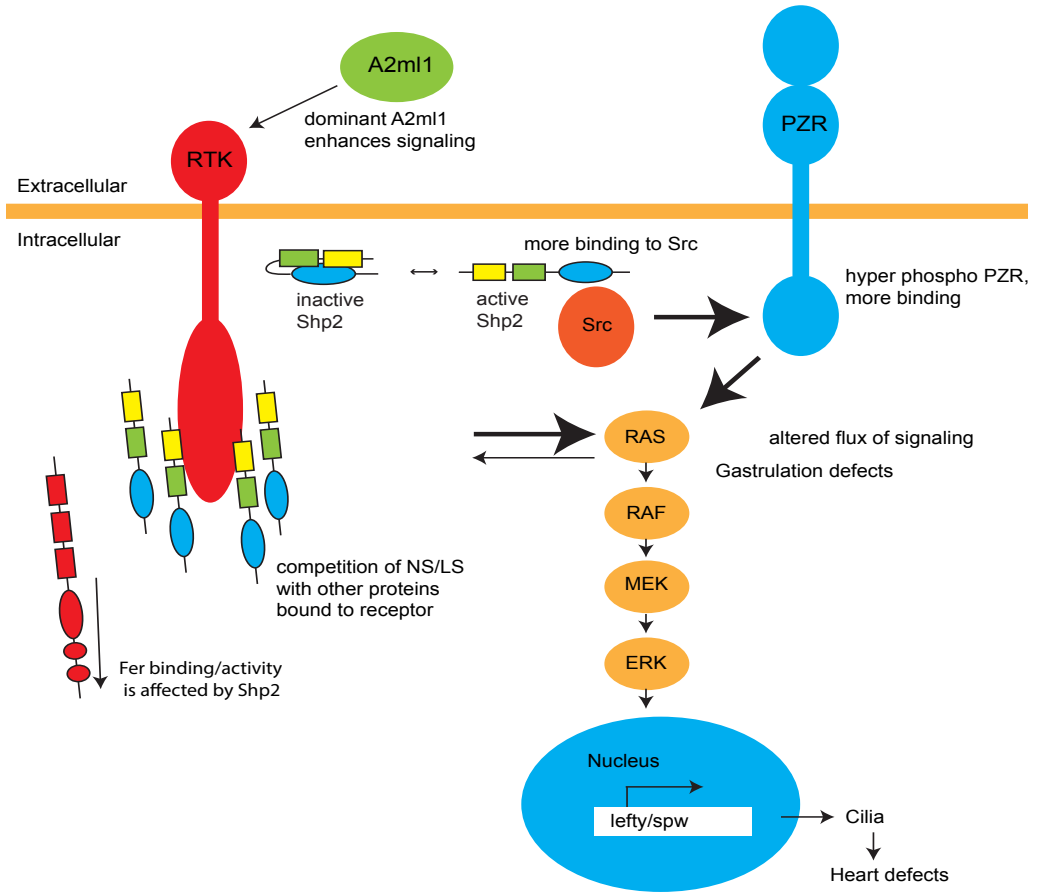 A2ml1
dominant A2ml1
enhances signaling
RTK
PZR
Extracellular
Intracellular
more binding to Src
inactive
Shp2
active
Shp2
Src
hyper phospho PZR,
more binding
RAS
altered flux of signaling
Gastrulation defects
RAF
MEK
ERK
competition of NS/LS
with other proteins
bound to receptor
Fer binding/activity
is affected by Shp2
Nucleus
lefty/spw
Cilia
Heart defects